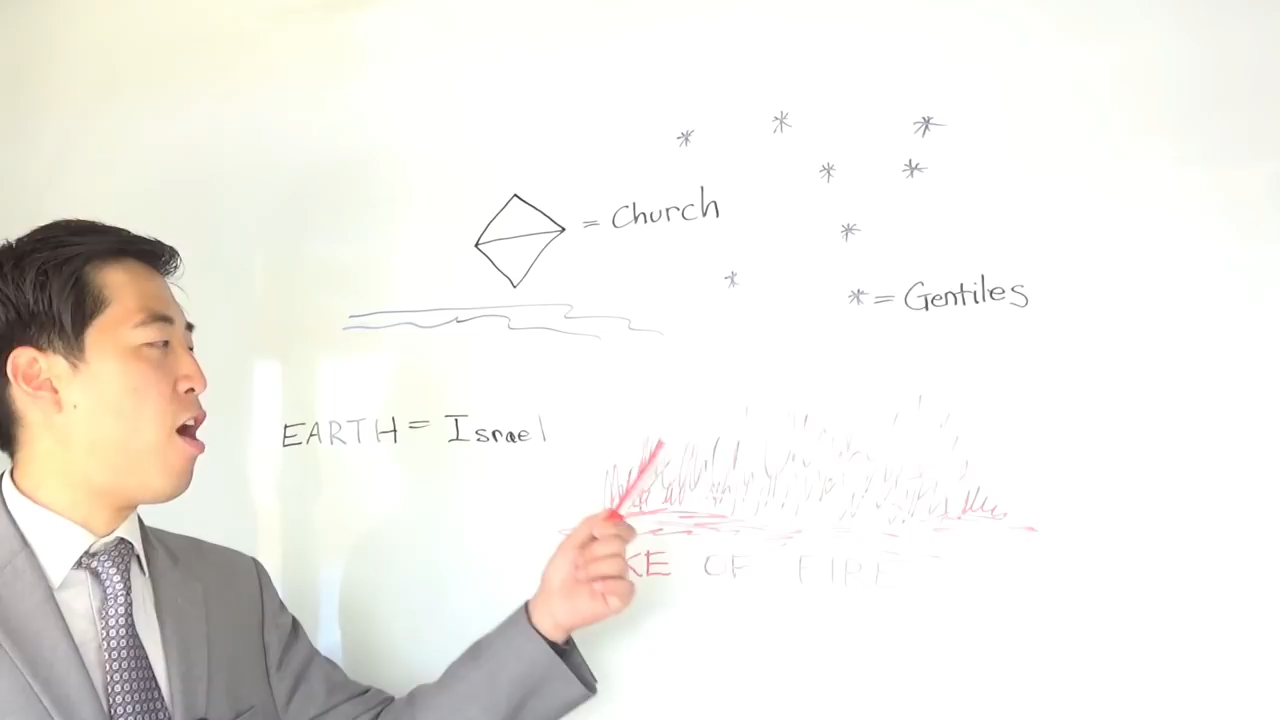 = Church
* = Gentiles
EARTH = Israel
KE OF FIRE